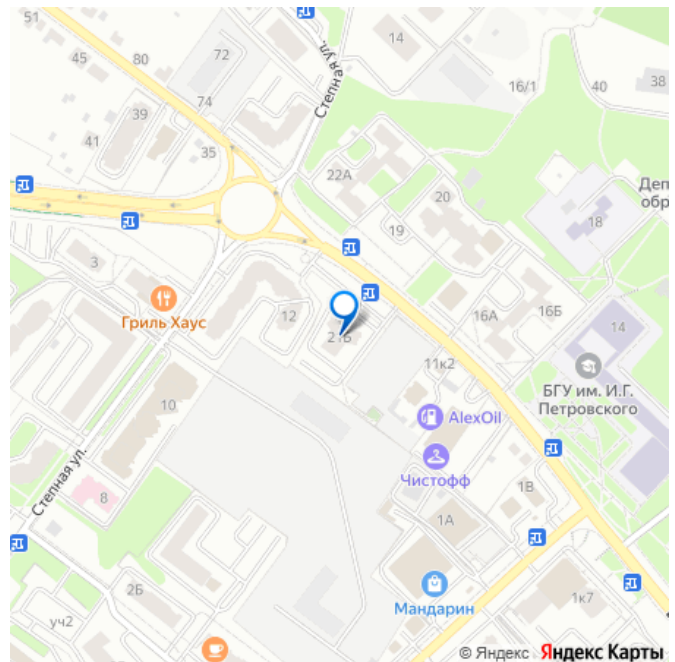 51
14
72
45
80
Степная ул.
16/1
40
38
74
39
41
35
22А
20
Деп
обр
19
18
3
Гриль Хаус
12
21Б
16А
16Б
14
11к2
БГУ им. И.Г.
Петровского
10
AlexOil
Чистофф
Степная ул.
8
1В
1А
2Б
Мандарин
1к7
уч2
© Яндекс Яндекс Карты